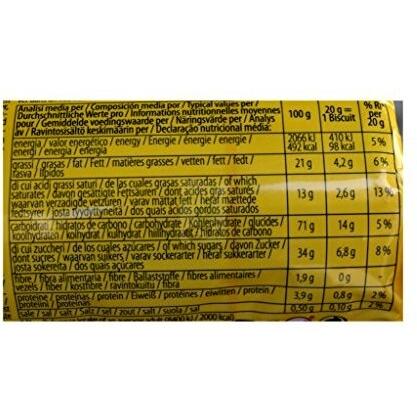 Analisi media per / Composición media por / Typical values per /
Durchschnittliche Werte pro / Informations nutritionnelles moyennes
pour / Gemiddelde voedingswaarde per / Näringsvärde per / Analys
av / Ravintosisältö keskimäärin per / Declaração nutricional média:
100 g
20 g =
1 Biscuit
per
20 g
energia / valor energético / energy / Energie / énergie / energie /
energi / energia / energia
2066 kJ
492 kcal
410 kJ
98 kcal
5 %
grassi / grasas / fat / Fett / matières grasses / vetten / fett / fedt /
rasva / lípidos
21 g
4,2 g
6 %
di cui acidi grassi saturi / de las cuales grasas saturadas / of which
saturates / davon gesättigte Fettsäuren / dont acides gras saturés /
waarvan verzadigde vetzuren / varav mättat fett / heraf mættede
fedtsyrer / josta tyydyttyneitä / dos quais ácidos gordos saturados
13 g
2,6 g
13 %
carboidrati / hidratos de carbono / carbohydrate / Kohlenhydrate / glucides /
koolhydraten / kolhydrat / kulhydrat / hiilihydraatit / hidratos de carbono
71 g
14 g
5 %
di cui zuccheri / de los cuales azúcares / of which sugars / davon Zucker /
dont sucres / waarvan suikers / varav sockerarter / heraf sukkerarter /
josta sokereita / dos quais açúcares
34 g
6,8 g
8 %
fibre / fibra alimentaria / fibre / Ballaststoffe / fibres alimentaires /
vezels / fiber / kostfibre / ravintokuitu / fibra
1,9 g
0 g
proteine / proteínas / protein / Eiweiß / protéines / eiwitten / protein /
proteiini / proteínas
3,9 g
0,8 g
2 %
sale / sal / salt / Salz / sel / zout / salt / suola / sal
0,50 g
0,10 g
2 %
(8400 kJ / 2000 kcal)